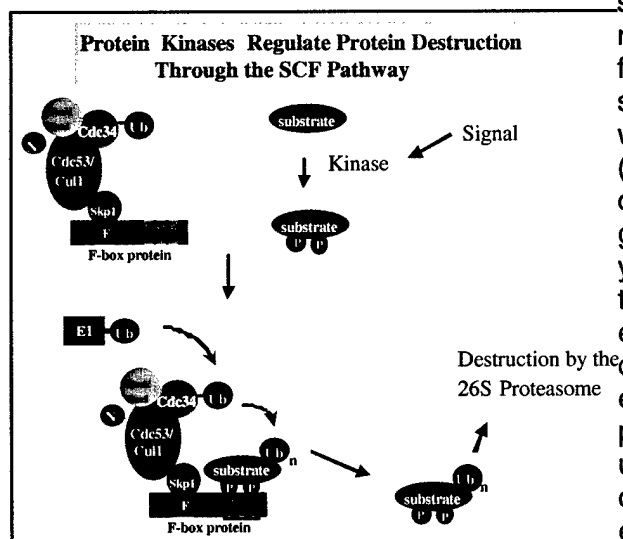 Protein Kinases Regulate Protein Destruction
Through the SCF Pathway
Cdc34 Ub
substrate
Signal
Cdc53/
Cul1
Kinase
Skp1
substrate
F
P P
F-box protein
E1 Ub
Destruction by the
26S Proteasome
Cdc34 Ub
Cdc53/
Cul1
Ub n
substrate
Skp1
P P
F
F-box protein
Ub n
substrate
P P